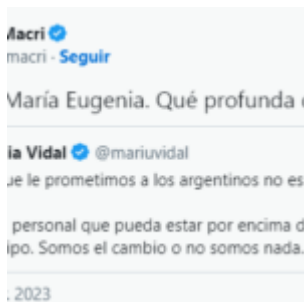 Macri
macri · Seguir
María Eugenia. Qué profunda
ia Vidal @mariuvidal
ue le prometimos a los argentinos no es
personal que pueda estar por encima d
ipo. Somos el cambio o no somos nada.
2023